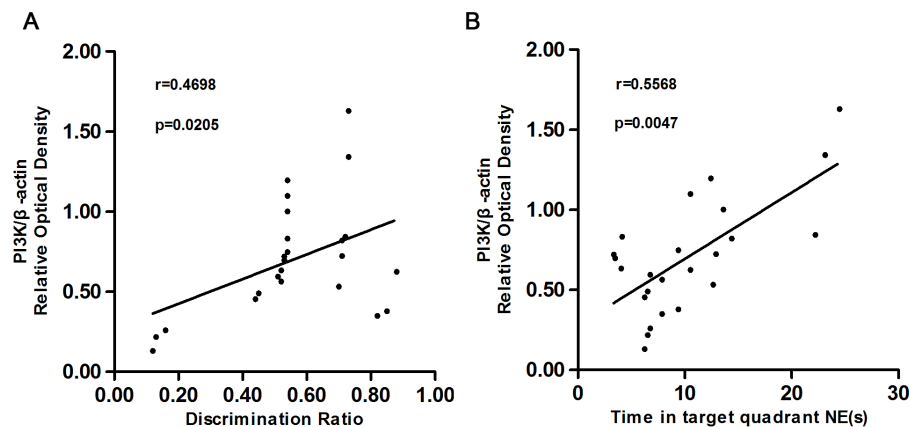 A
PI3K/β -actin
Relative Optical Density
2.00
1.50
1.00
0.50
0.00
r=0.4698
p=0.0205
0.00 0.20 0.40 0.60 0.80 1.00
Discrimination Ratio
B
PI3K/β -actin
Relative Optical Density
2.00
1.50
1.00
0.50
0.00
r=0.5568
p=0.0047
0 10 20 30
Time in target quadrant NE(s)